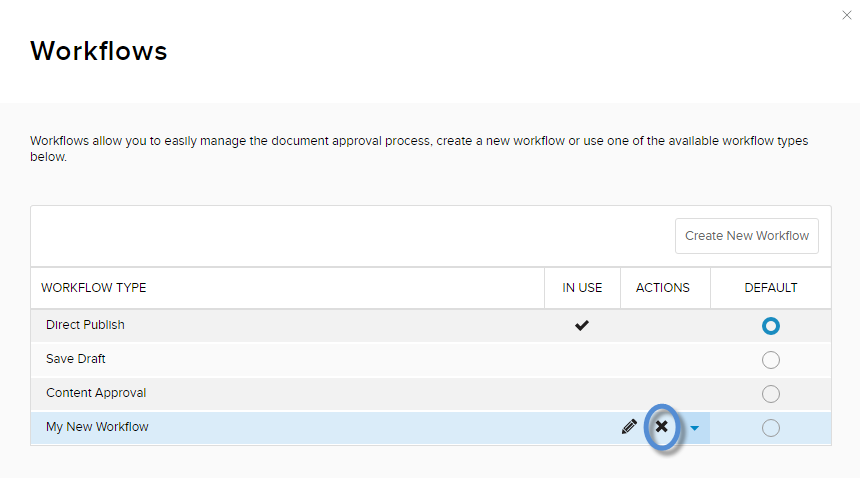 Workflows
Workflows allow you to easily manage the document approval process, create a new workflow or use one of the available workflow types
below.
Create New Workflow
WORKFLOW TYPE IN USE ACTIONS DEFAULT
Direct Publish
Save Draft
Content Approval
My New Workflow